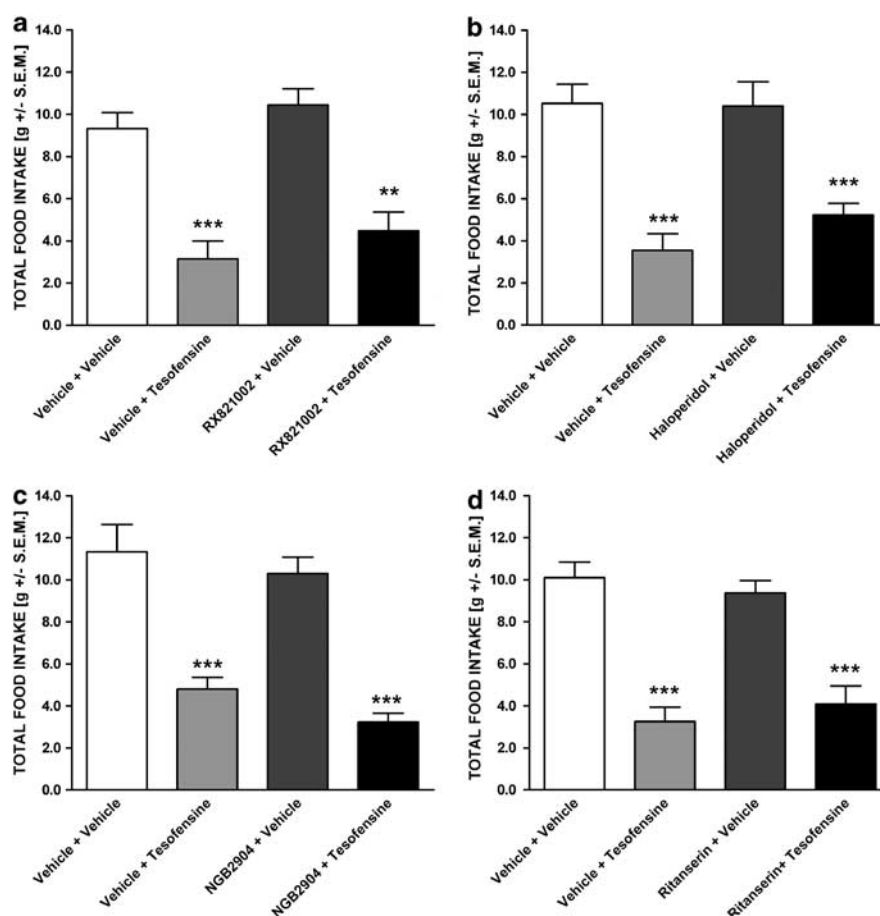 a
TOTAL FOOD INTAKE [g +/- S.E.M.]
14.0
12.0
10.0
8.0
6.0
4.0
2.0
0.0
***
**
Vehicle + Vehicle
Vehicle + Tesofensine
RX821002 + Vehicle
RX821002 + Tesofensine
b
TOTAL FOOD INTAKE [g +/- S.E.M.]
14.0
12.0
10.0
8.0
6.0
4.0
2.0
0.0
***
***
Vehicle + Vehicle
Vehicle + Tesofensine
Haloperidol + Vehicle
Haloperidol + Tesofensine
c
TOTAL FOOD INTAKE [g +/- S.E.M.]
14.0
12.0
10.0
8.0
6.0
4.0
2.0
0.0
***
***
Vehicle + Vehicle
Vehicle + Tesofensine
NGB2904 + Vehicle
NGB2904 + Tesofensine
d
TOTAL FOOD INTAKE [g +/- S.E.M.]
14.0
12.0
10.0
8.0
6.0
4.0
2.0
0.0
***
***
Vehicle + Vehicle
Vehicle + Tesofensine
Ritanserin + Vehicle
Ritanserin+ Tesofensine